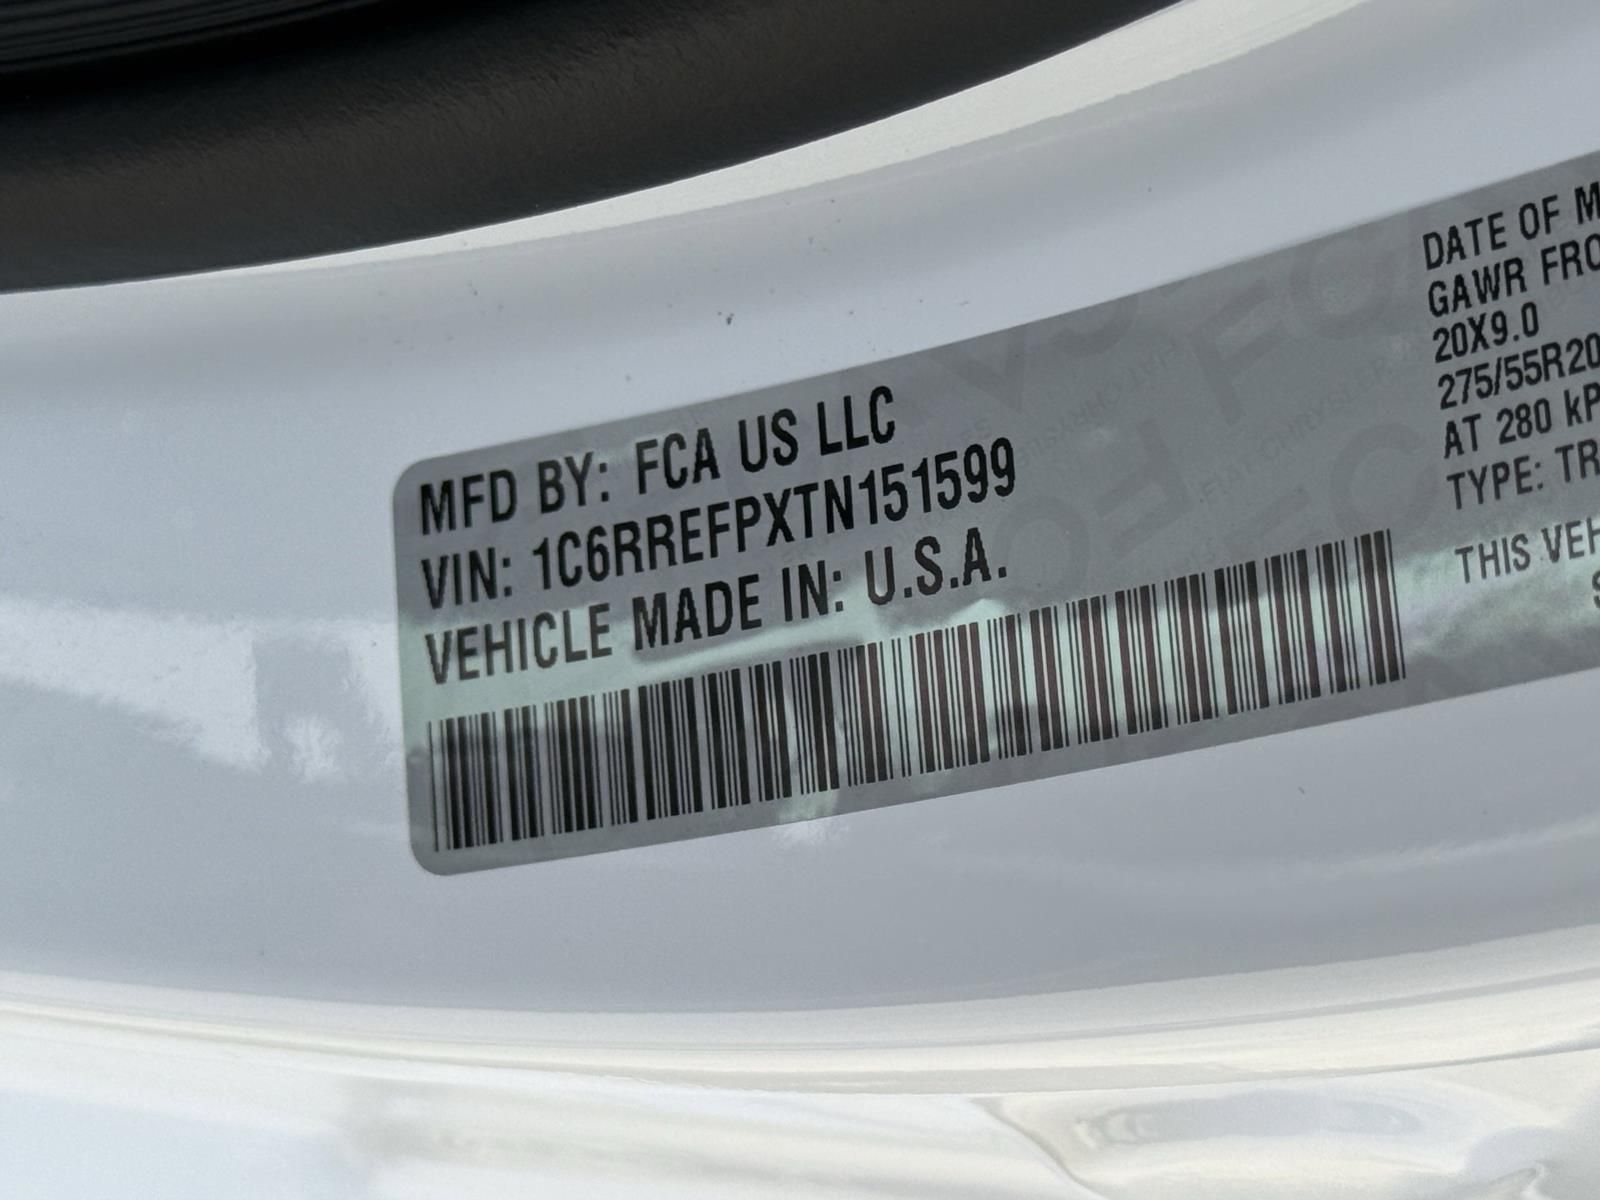 MFD BY: FCA US LLC
VIN: 1C6RREFPXTN151599
VEHICLE MADE IN: U.S.A.
DATE OF M
GAWR FRO
20X9.0
275/55R20
AT 280 kP
TYPE: TR
THIS VEH